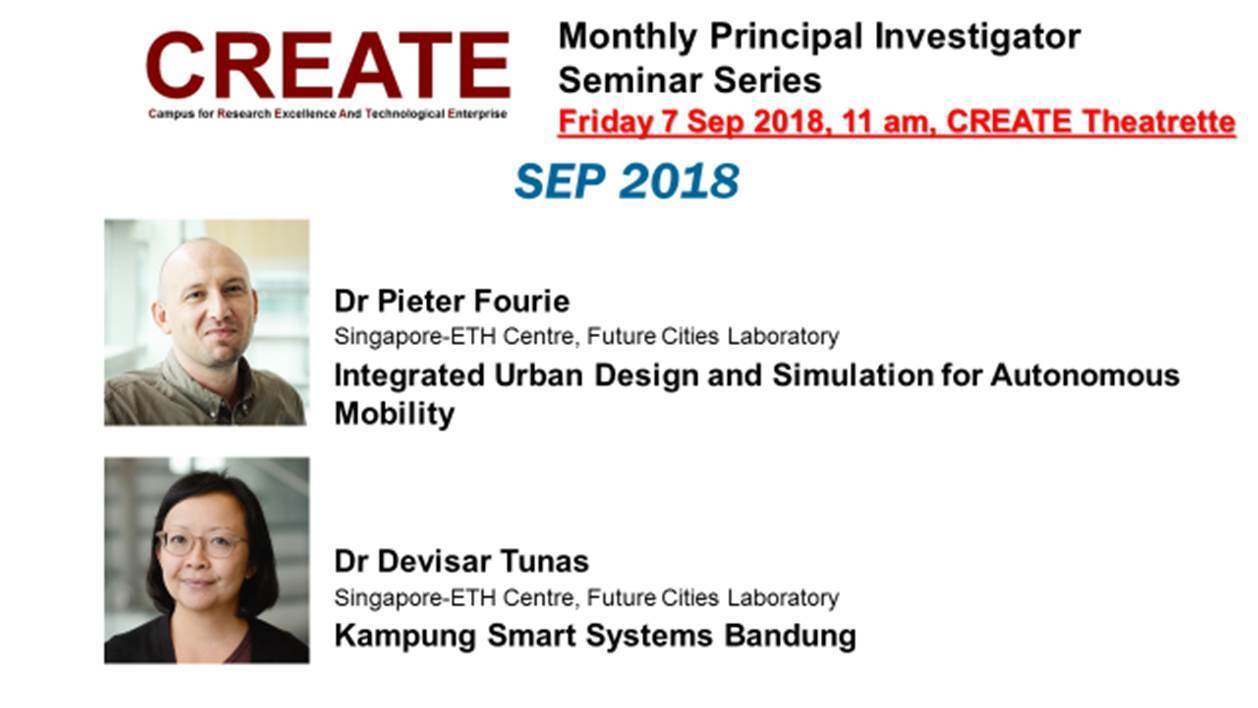 CREATE
Campus for Research Excellence And Technological Enterprise
Monthly Principal Investigator
Seminar Series
Friday 7 Sep 2018, 11 am, CREATE Theatrette
SEP 2018
Dr Pieter Fourie
Singapore-ETH Centre, Future Cities Laboratory
Integrated Urban Design and Simulation for Autonomous
Mobility
Dr Devisar Tunas
Singapore-ETH Centre, Future Cities Laboratory
Kampung Smart Systems Bandung